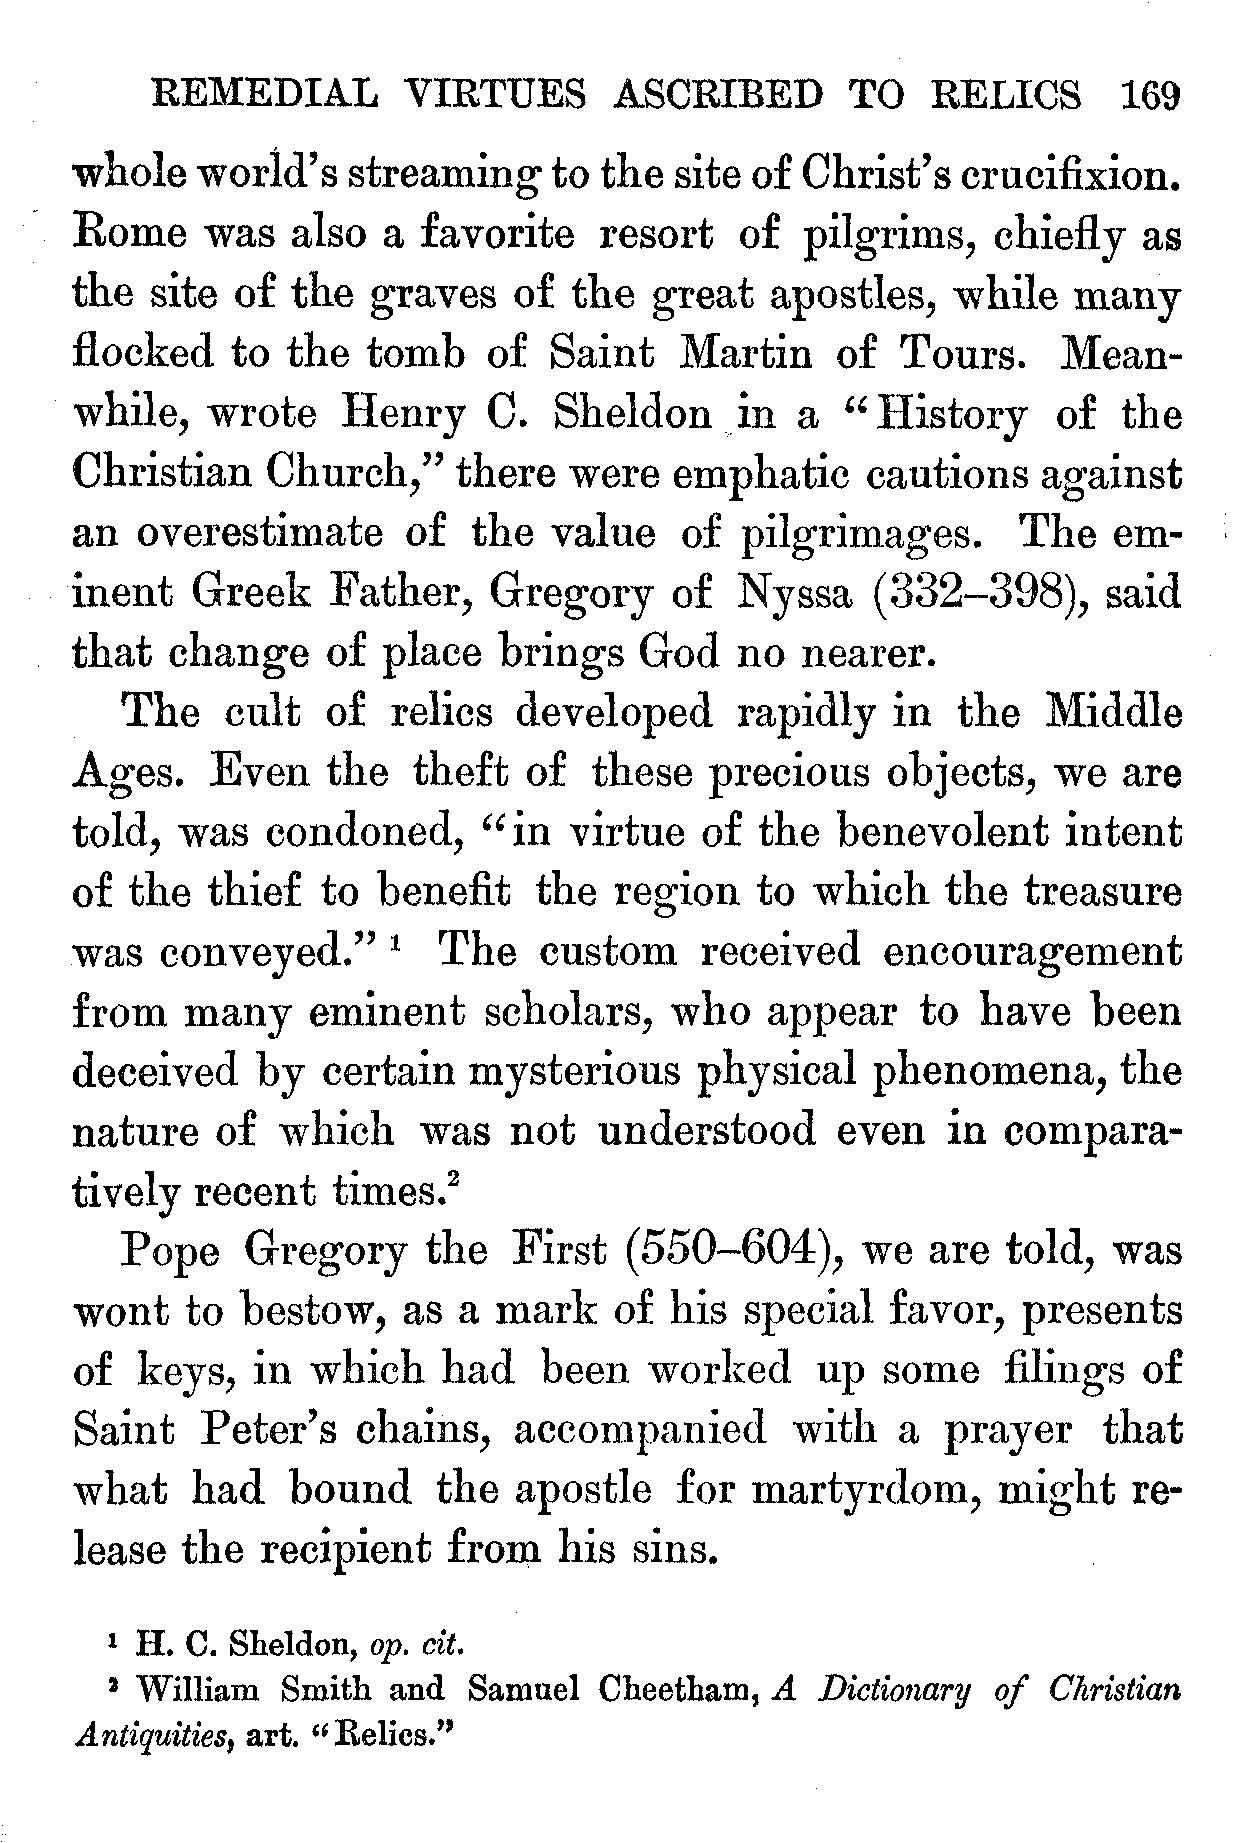 REMEDIAL VIRTUES ASCRIBED TO RELICS 169
whole world's streaming to the site of Christ's crucifixion.
Rome was also a favorite resort of pilgrims, chiefly as
the site of the graves of the great apostles, while many
flocked to the tomb of Saint Martin of Tours. Mean-
while, wrote Henry C. Sheldon in a “History of the
Christian Church,” there were emphatic cautions against
an overestimate of the value of pilgrimages. The em-
inent Greek Father, Gregory of Nyssa (332–398), said
that change of place brings God no nearer.
The cult of relics developed rapidly in the Middle
Ages. Even the theft of these precious objects, we are
told, was condoned, “in virtue of the benevolent intent
of the thief to benefit the region to which the treasure
was conveyed.” ¹ The custom received encouragement
from many eminent scholars, who appear to have been
deceived by certain mysterious physical phenomena, the
nature of which was not understood even in compara-
tively recent times.²
Pope Gregory the First (550–604), we are told, was
wont to bestow, as a mark of his special favor, presents
of keys, in which had been worked up some filings of
Saint Peter's chains, accompanied with a prayer that
what had bound the apostle for martyrdom, might re-
lease the recipient from his sins.
¹ H. C. Sheldon, op. cit.
² William Smith and Samuel Cheetham, A Dictionary of Christian
Antiquities, art. “Relics.”